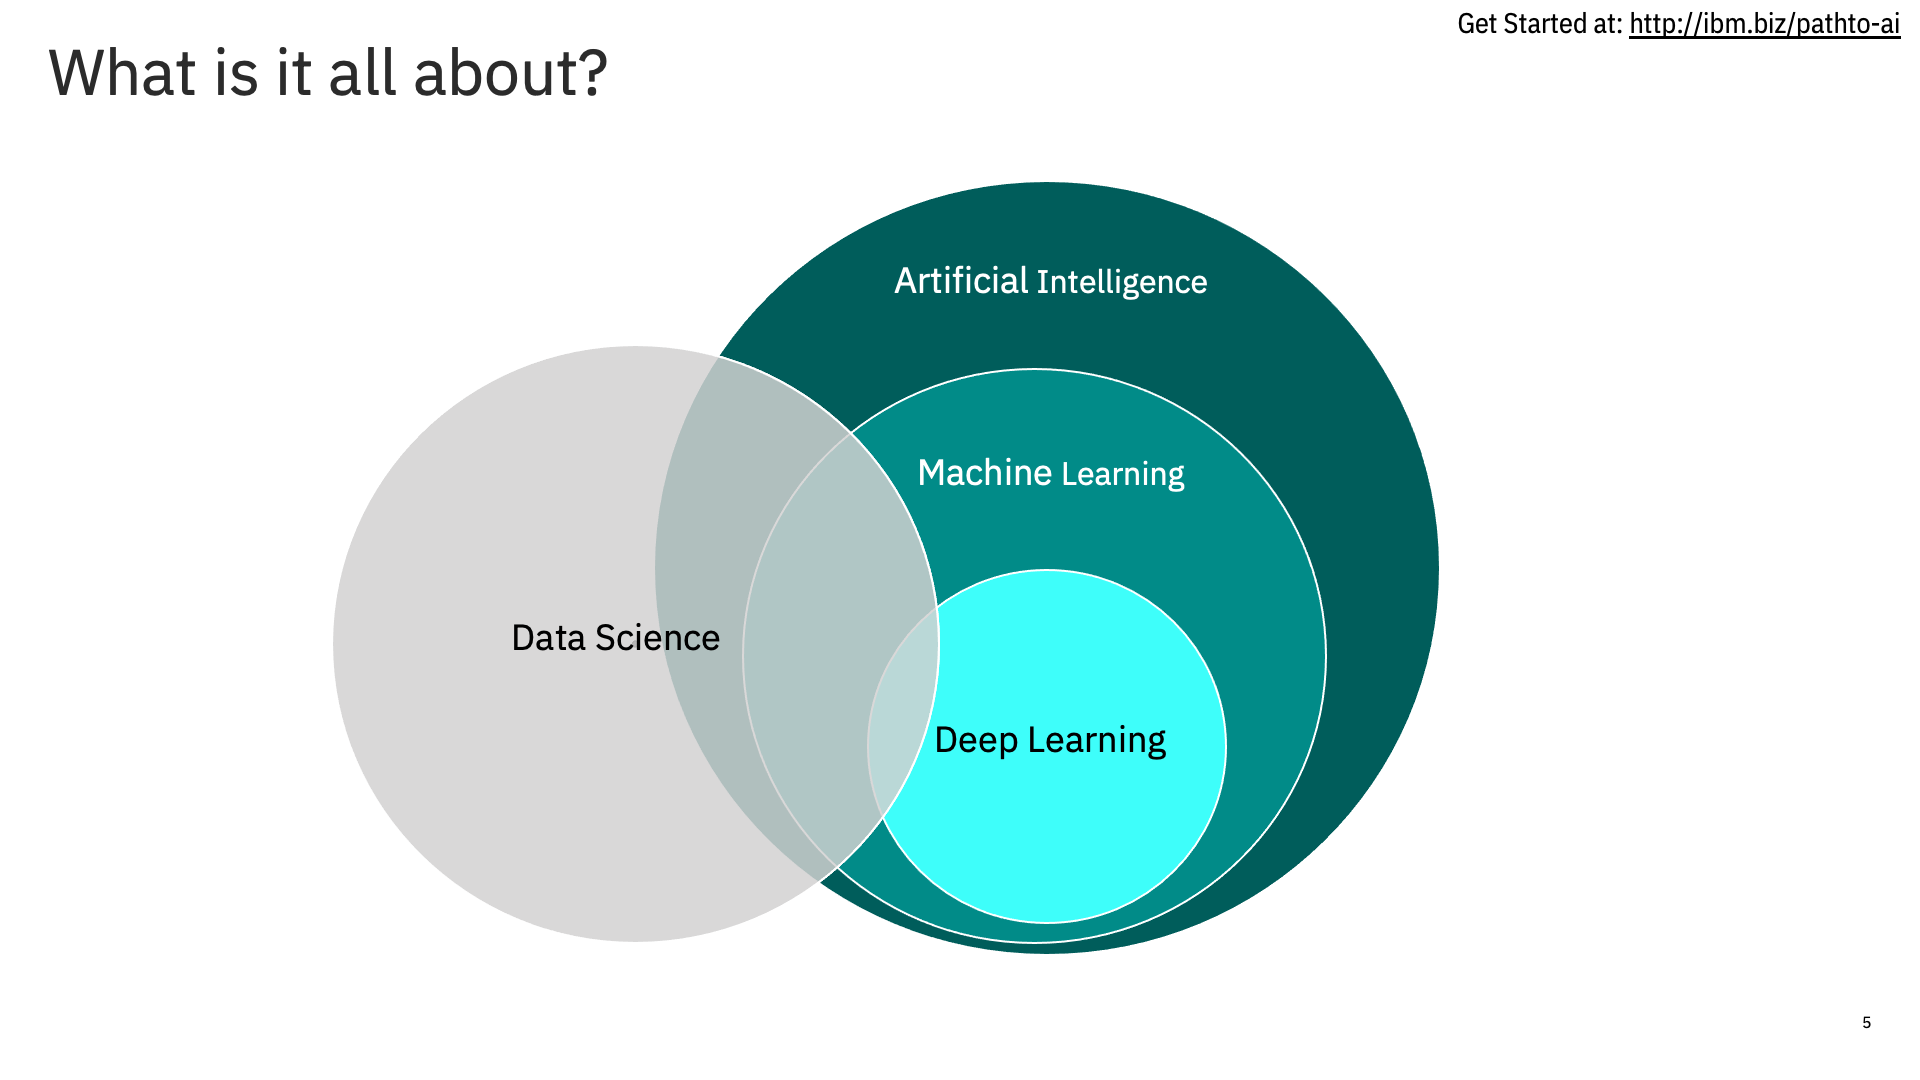 Get Started at: http://ibm.biz/pathto-ai
What is it all about?
Artificial Intelligence
Machine Learning
Data Science
Deep Learning
5